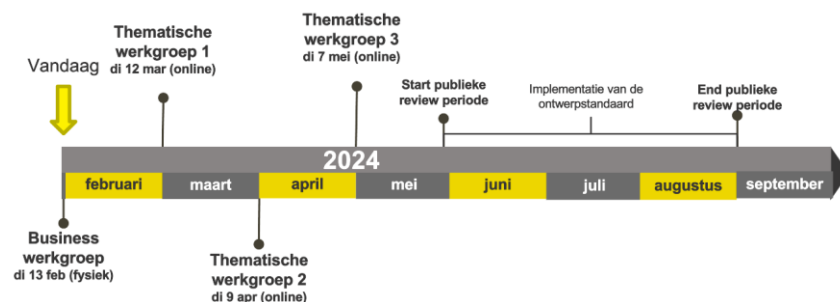 Thematische
werkgroep 1
di 12 mar (online)
Thematische
werkgroep 3
di 7 mei (online)
Vandaag
Start publieke
review periode
Implementatie van de
ontwerpstandaard
End publieke
review periode
2024
februari
maart
april
mei
juni
juli
augustus
september
Business
werkgroep
di 13 feb (fysiek)
Thematische
werkgroep 2
di 9 apr (online)